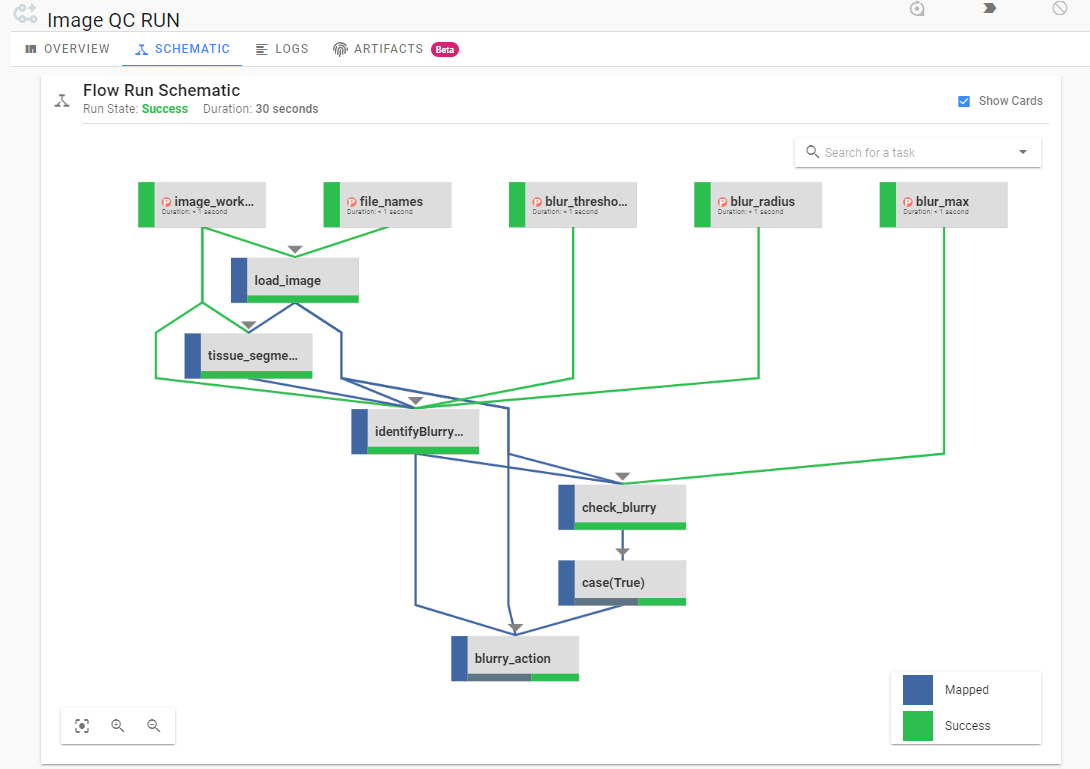 Image QC RUN
OVERVIEW
SCHEMATIC
LOGS
ARTIFACTS
Beta
Flow Run Schematic
Run State: Success Duration: 30 seconds
Show Cards
Search for a task
P image_work...
Duration: < 1 second
P file_names
Duration: < 1 second
P blur_thresho...
Duration: < 1 second
P blur_radius
Duration: < 1 second
P blur_max
Duration: < 1 second
load_image
tissue_segme...
identifyBlurry...
check_blurry
case(True)
blurry_action
Mapped
Success